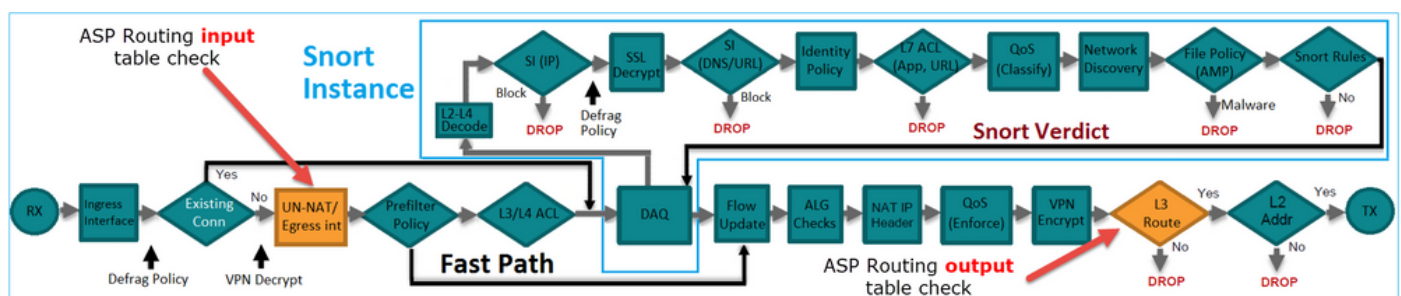 ASP Routing input
table check
Snort
Instance
SI (IP)
SSL
Decrypt
SI
(DNS/URL)
Identity
Policy
L7 ACL
(App, URL)
QoS
(Classify)
Network
Discovery
File Policy
(AMP)
Snort Rules
Block
DROP
Defrag
Policy
Block
DROP
DROP
Malware
DROP
No
DROP
L2-L4
Decode
Snort Verdict
Yes
RX
Ingress
Interface
Existing
Conn
No
UN-NAT/
Egress int
Prefilter
Policy
L3/L4 ACL
DAQ
Flow
Update
ALG
Checks
NAT IP
Header
QoS
(Enforce)
VPN
Encrypt
L3
Route
Yes
L2
Addr
Yes
TX
No
DROP
No
DROP
Defrag Policy
VPN Decrypt
Fast Path
ASP Routing output
table check